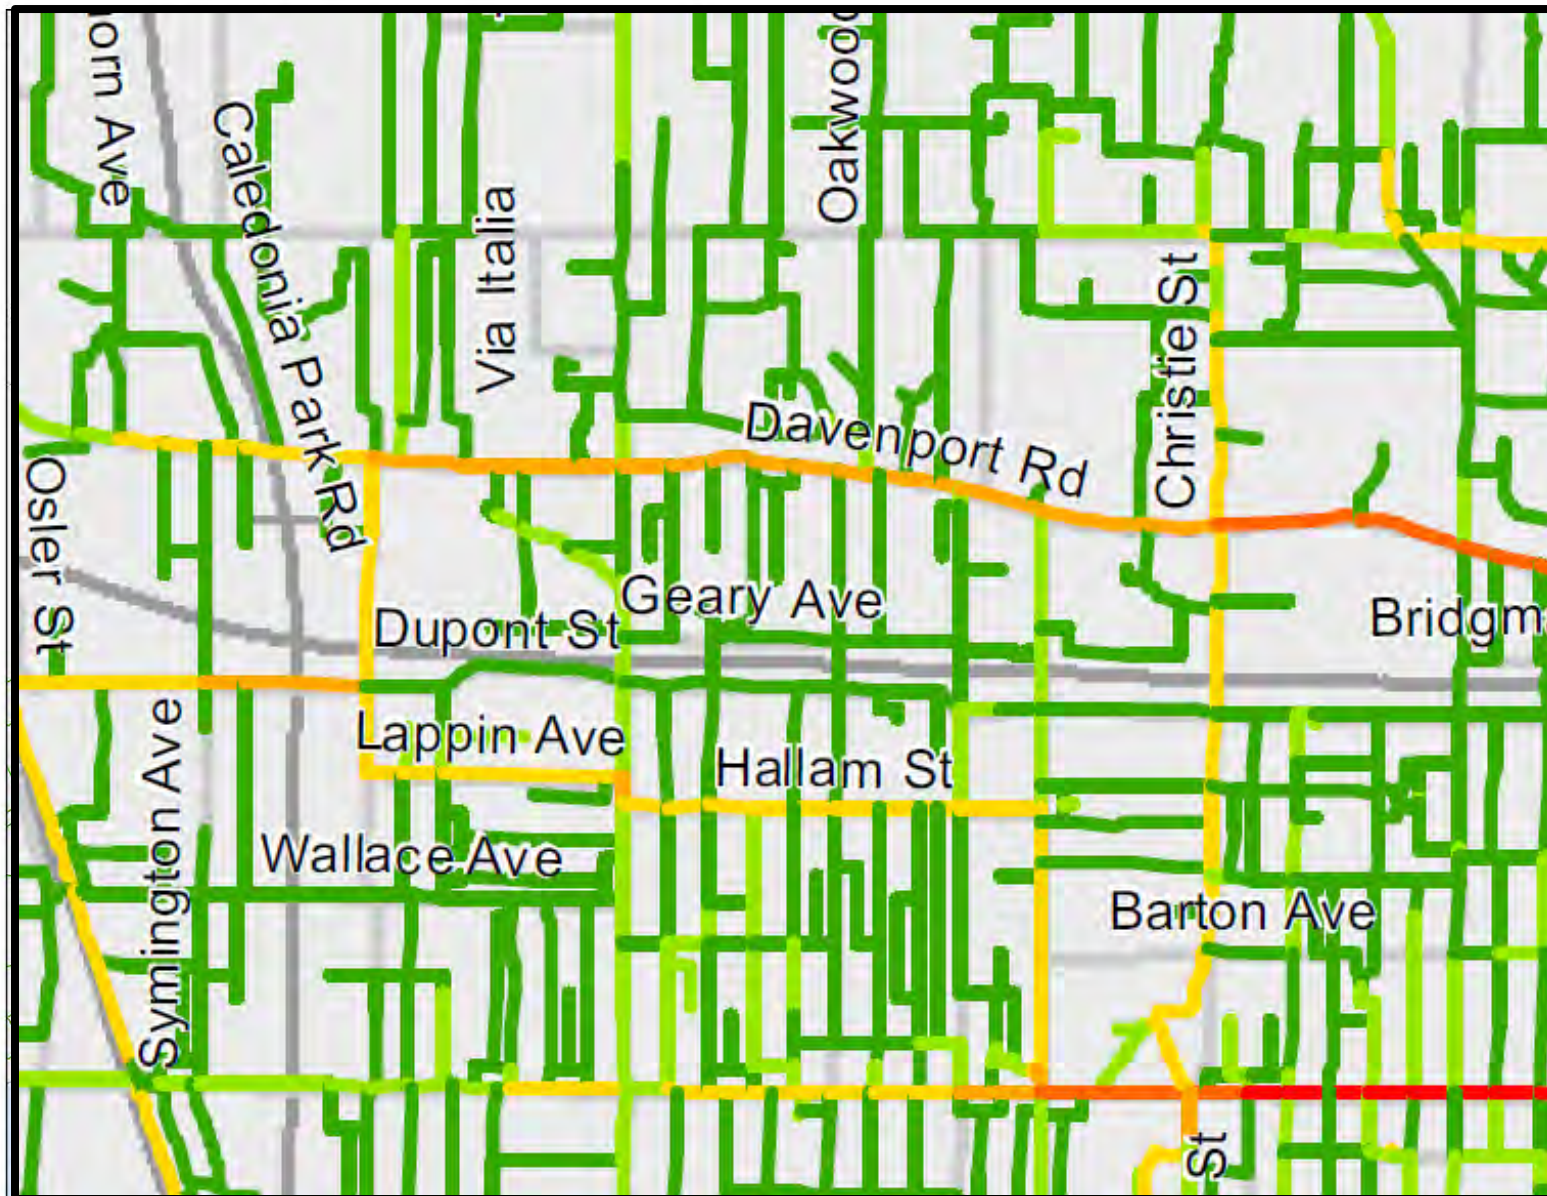 Caledonia Park Rd
Via Italia
Christie St
Davenport Rd
Osler St
Geary Ave
Dupont St
Lappin Ave
Hallam St
Symington Ave
Wallace Ave
Barton Ave
St